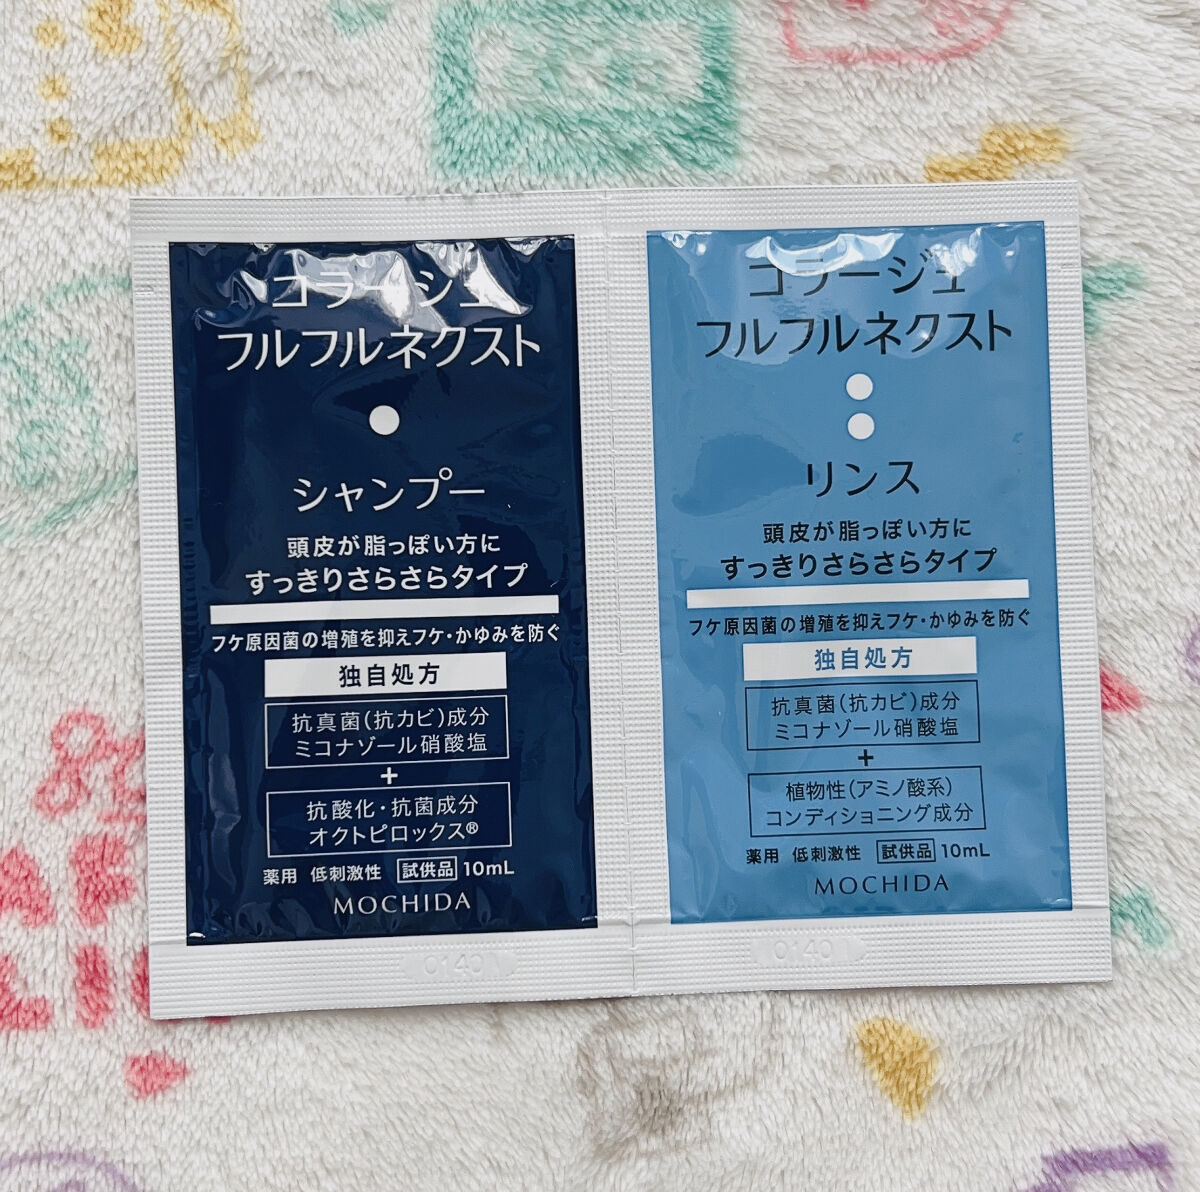 コラージュ
フルフルネクスト
シャンプー
頭皮が脂っぽい方に
すっきりさらさらタイプ
フケ原因菌の増殖を抑えフケ・かゆみを防ぐ
独自処方
抗真菌(抗カビ)成分
ミコナゾール硝酸塩
+
抗酸化・抗菌成分
オクトピロックス®
薬用 低刺激性 試供品 10mL
MOCHIDA
コラージュ
フルフルネクスト
リンス
頭皮が脂っぽい方に
すっきりさらさらタイプ
フケ原因菌の増殖を抑えフケ・かゆみを防ぐ
独自処方
抗真菌(抗カビ)成分
ミコナゾール硝酸塩
+
植物性(アミノ酸系)
コンディショニング成分
薬用 低刺激性 試供品 10mL
MOCHIDA